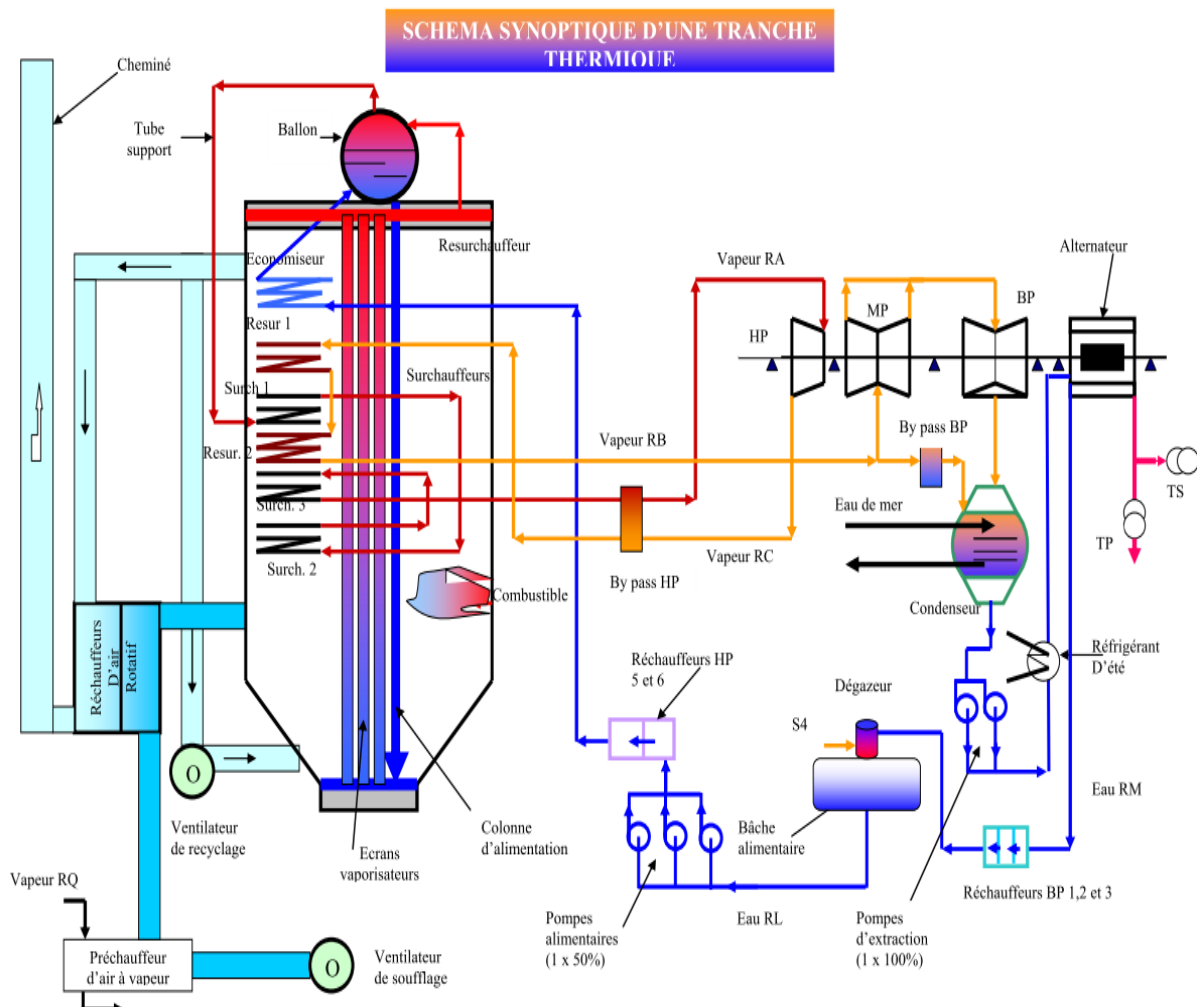 SCHEMA SYNOPTIQUE D'UNE TRANCHE
THERMIQUE
Cheminé
Tube
support
Ballon
Resurchauffeur
Economiseur
Resur 1
Surch.1
Surchauffeurs
Resur. 2
Surch. 3
Surch. 2
Combustible
Vapeur RA
Vapeur RB
Vapeur RC
By pass HP
HP
MP
BP
Alternateur
By pass BP
Eau de mer
TS
TP
Condenseur
Réfrigérant
D'été
Réchauffeurs
D'air
Rotatif
Réchauffeurs HP
5 et 6
Dégazeur
S4
Eau RM
Bâche
alimentaire
O
Ventilateur
de recyclage
Ecrans
vaporisateurs
Colonne
d'alimentation
Réchauffeurs BP 1,2 et 3
Vapeur RQ
Pompes
alimentaires
(1 x 50%)
Eau RL
Pompes
d'extraction
(1 x 100%)
Préchauffeur
d'air à vapeur
O
Ventilateur
de soufflage